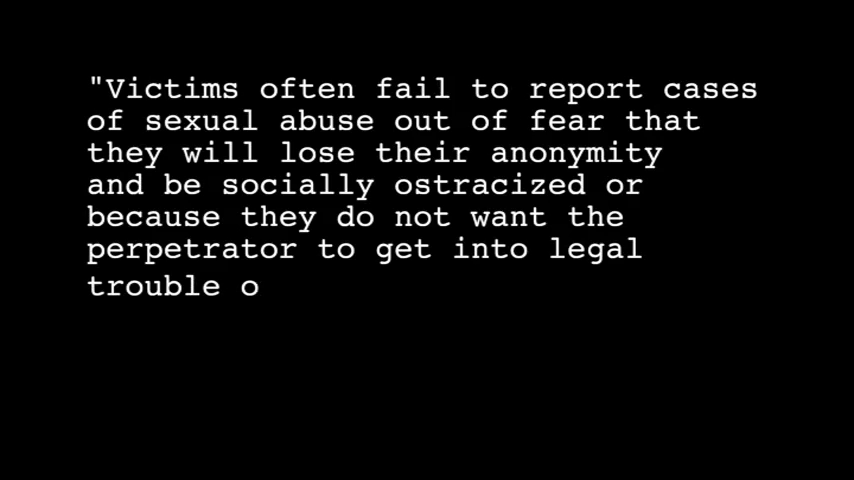 "Victims often fail to report cases
of sexual abuse out of fear that
they will lose their anonymity
and be socially ostracized or
because they do not want the
perpetrator to get into legal
trouble o